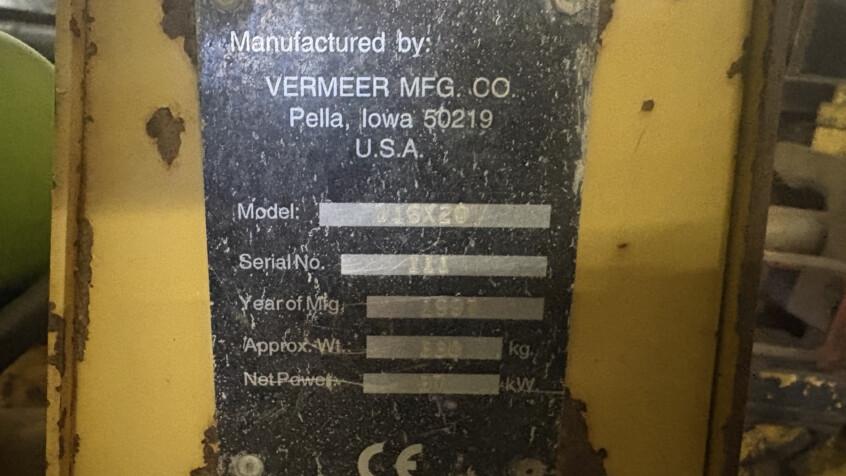 Manufactured by:
VERMEER MFG. CO.
Pella, Iowa 50219
U.S.A.
Model:
Serial No. 111
Year of Mfg.
Approx. Wt. kg.
Net Power. kW
CE